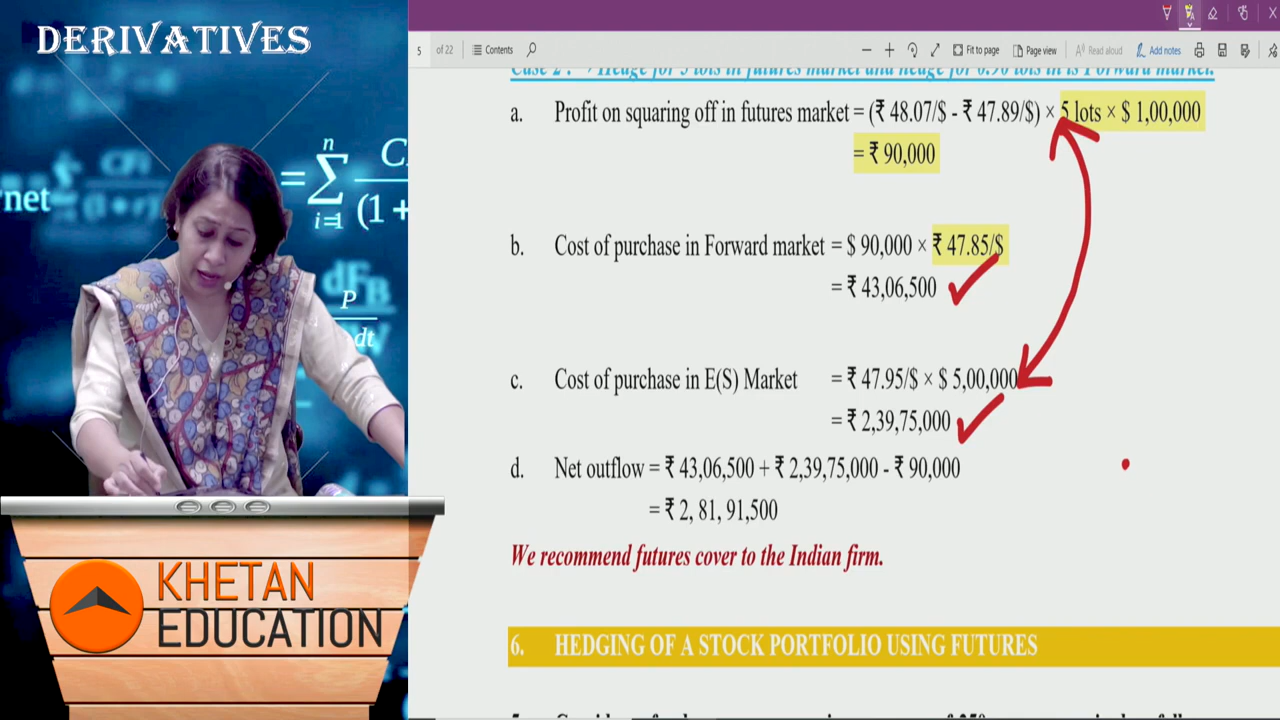 DERIVATIVES
net
n
= Σ
i=1
(1 +
P
dt
KHETAN
EDUCATION
5 of 22 Contents Fit to page Page view Read aloud Add notes
a. Profit on squaring off in futures market = (₹ 48.07/$ - ₹ 47.89/$) × 5 lots × $ 1,00,000
= ₹ 90,000
b. Cost of purchase in Forward market = $ 90,000 × ₹ 47.85/$
= ₹ 43,06,500
c. Cost of purchase in E(S) Market = ₹ 47.95/$ × $ 5,00,000
= ₹ 2,39,75,000
d. Net outflow = ₹ 43,06,500 + ₹ 2,39,75,000 - ₹ 90,000
= ₹ 2, 81, 91,500
We recommend futures cover to the Indian firm.
6. HEDGING OF A STOCK PORTFOLIO USING FUTURES